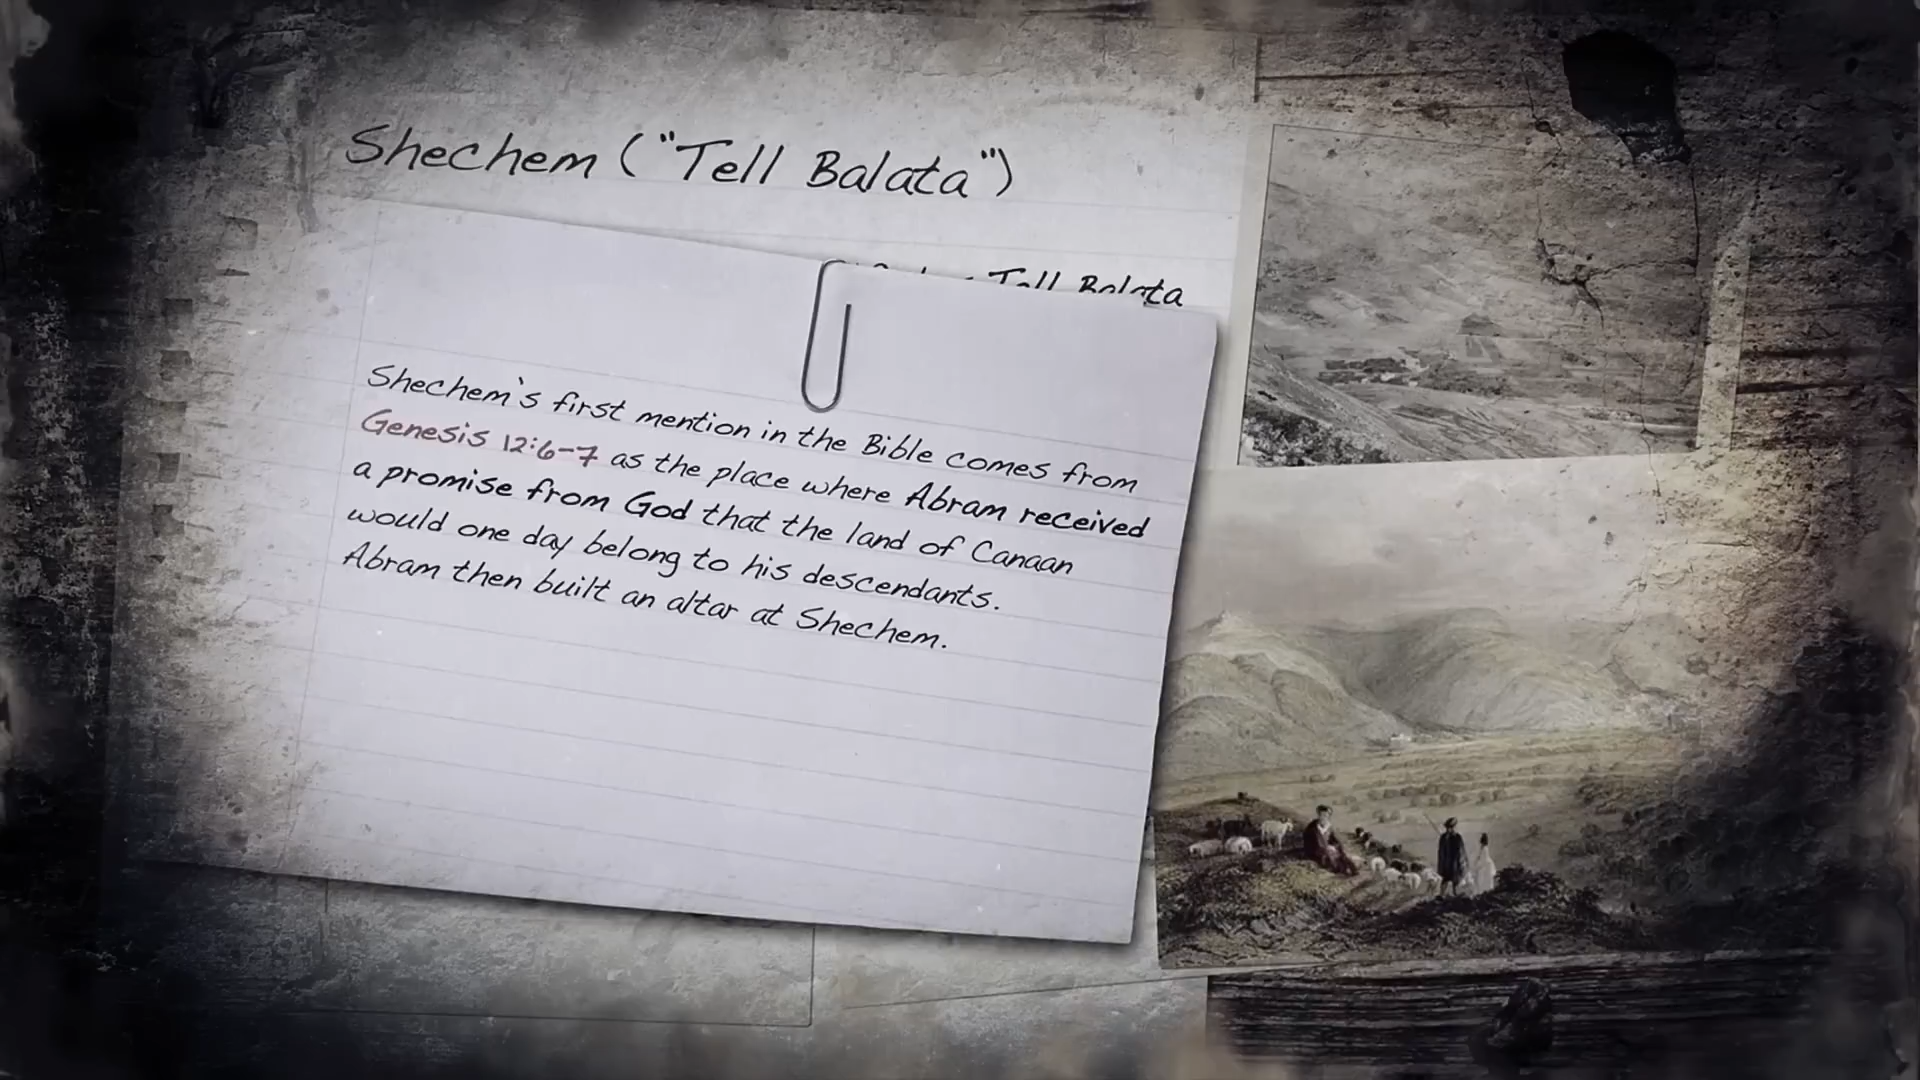 Shechem ("Tell Balata")
Tell Balata
Shechem's first mention in the Bible comes from
Genesis 12:6-7 as the place where Abram received
a promise from God that the land of Canaan
would one day belong to his descendants.
Abram then built an altar at Shechem.